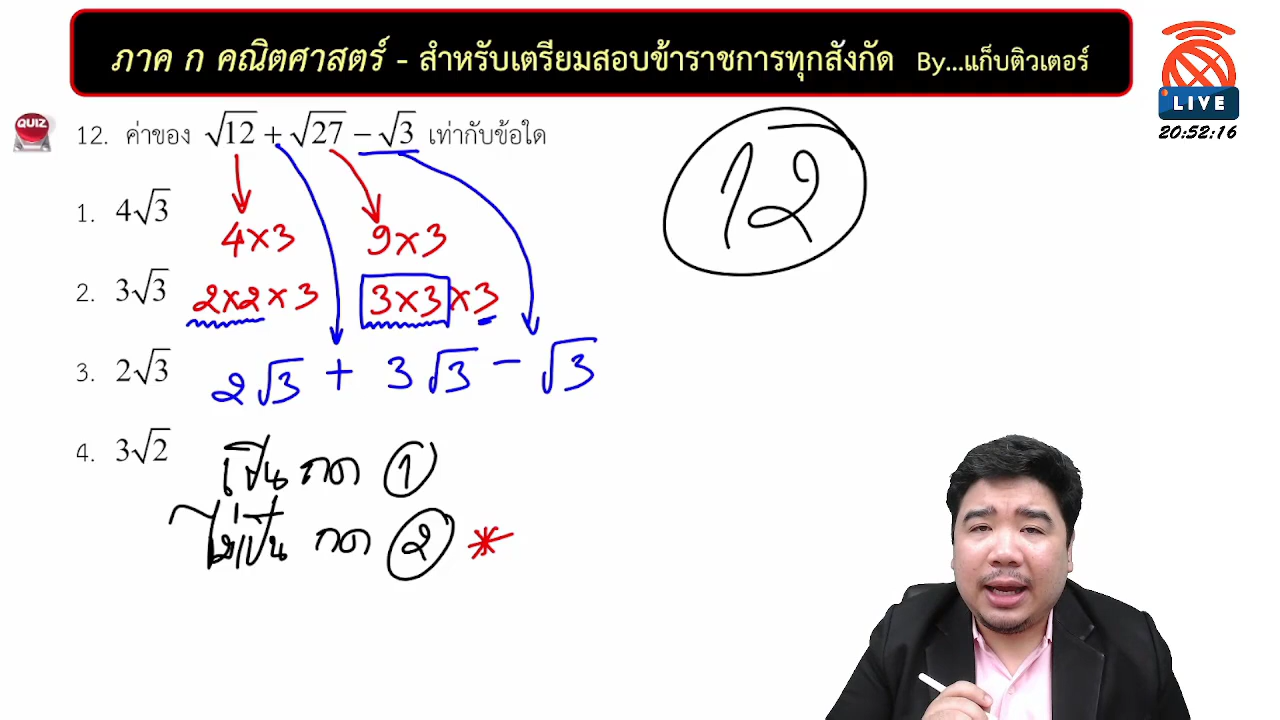 ภาค ก คณิตศาสตร์ - สำหรับเตรียมสอบข้าราชการทุกสังกัด By...แก็บติวเตอร์
LIVE
20:52:16
QUIZ
12. ค่าของ √12 + √27 − √3 เท่ากับข้อใด
12
1. 4√3
4×3 9×3
2. 3√3
2×2×3 3×3×3
3. 2√3
2√3 + 3√3 − √3
4. 3√2
เป็น กด 1
ไม่เป็น กด 2 *